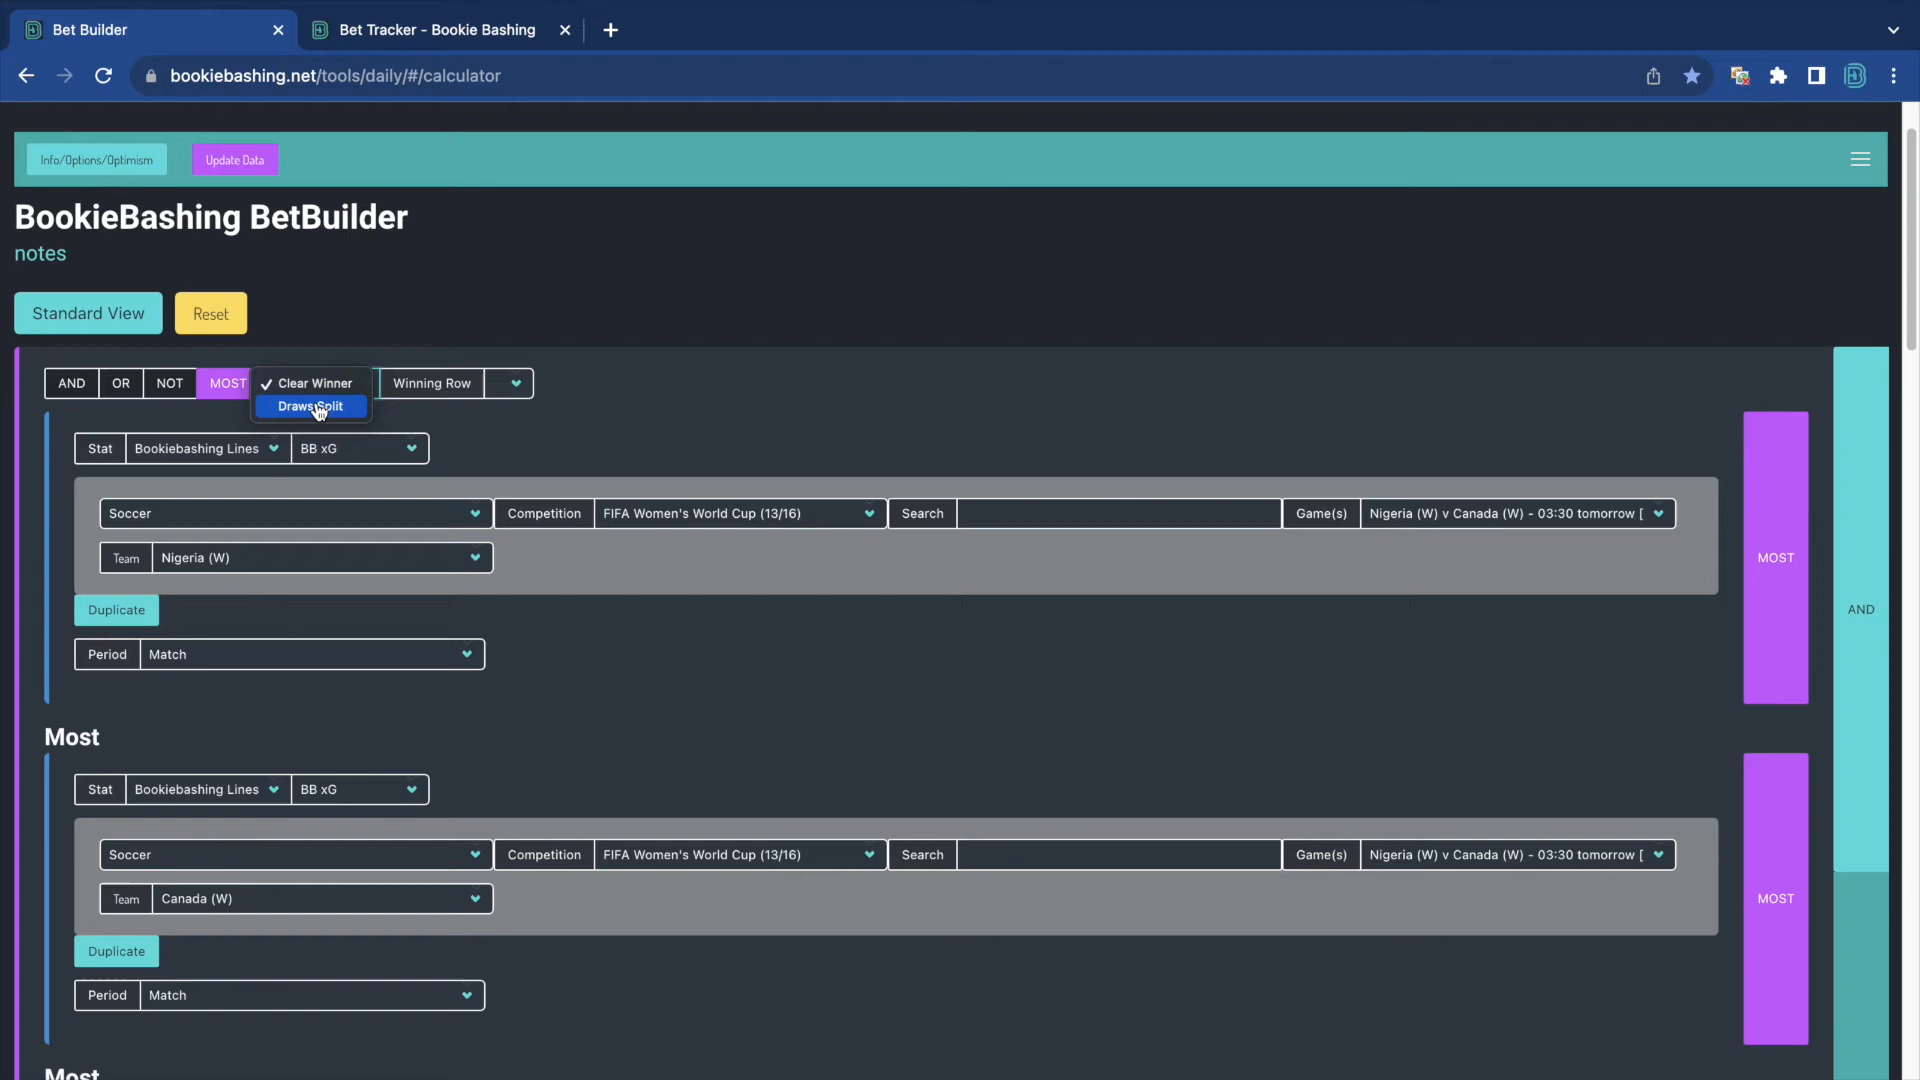 Bet Builder
Bet Tracker - Bookie Bashing
bookiebashing.net/tools/daily/#/calculator
Info/Options/Optimism
Update Data
BookieBashing BetBuilder
notes
Standard View
Reset
AND OR NOT MOST Clear Winner Winning Row
Draws Split
Stat Bookiebashing Lines BB xG
Soccer Competition FIFA Women's World Cup (13/16) Search Game(s) Nigeria (W) v Canada (W) - 03:30 tomorrow [
Team Nigeria (W)
MOST
Duplicate
AND
Period Match
Most
Stat Bookiebashing Lines BB xG
Soccer Competition FIFA Women's World Cup (13/16) Search Game(s) Nigeria (W) v Canada (W) - 03:30 tomorrow [
Team Canada (W)
MOST
Duplicate
Period Match
Most